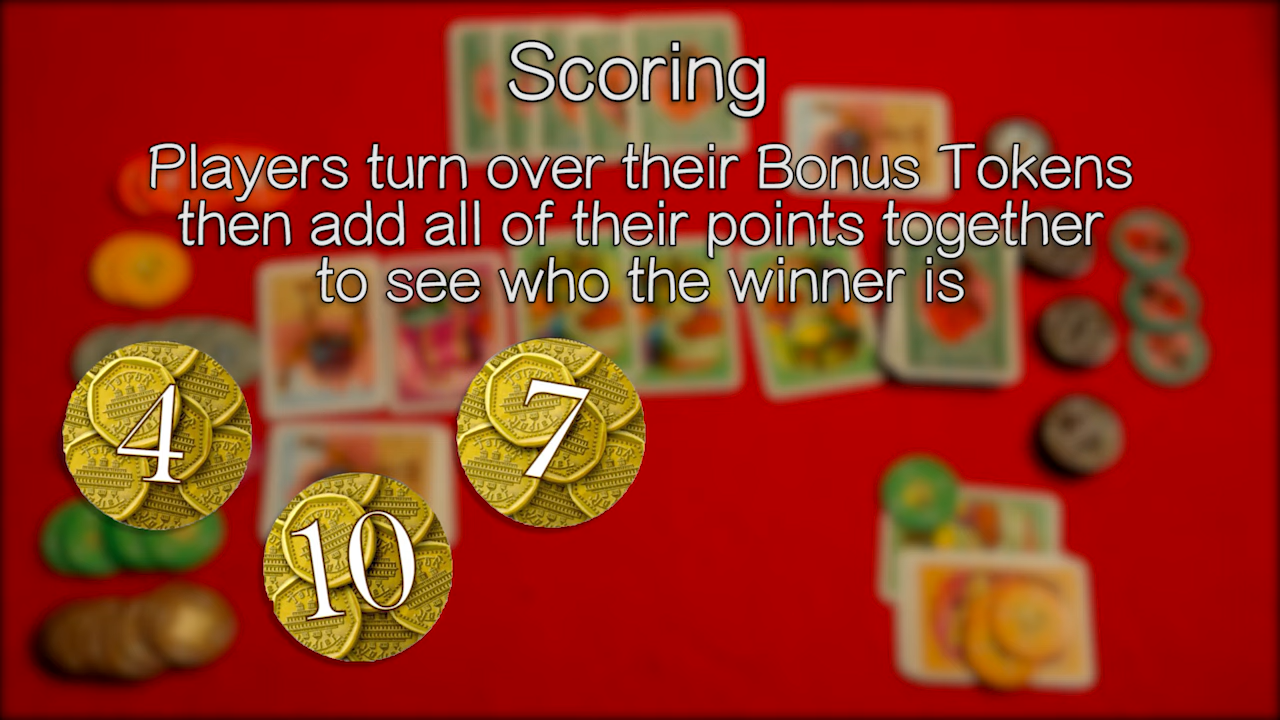 Scoring
Players turn over their Bonus Tokens
then add all of their points together
to see who the winner is
4
7
10